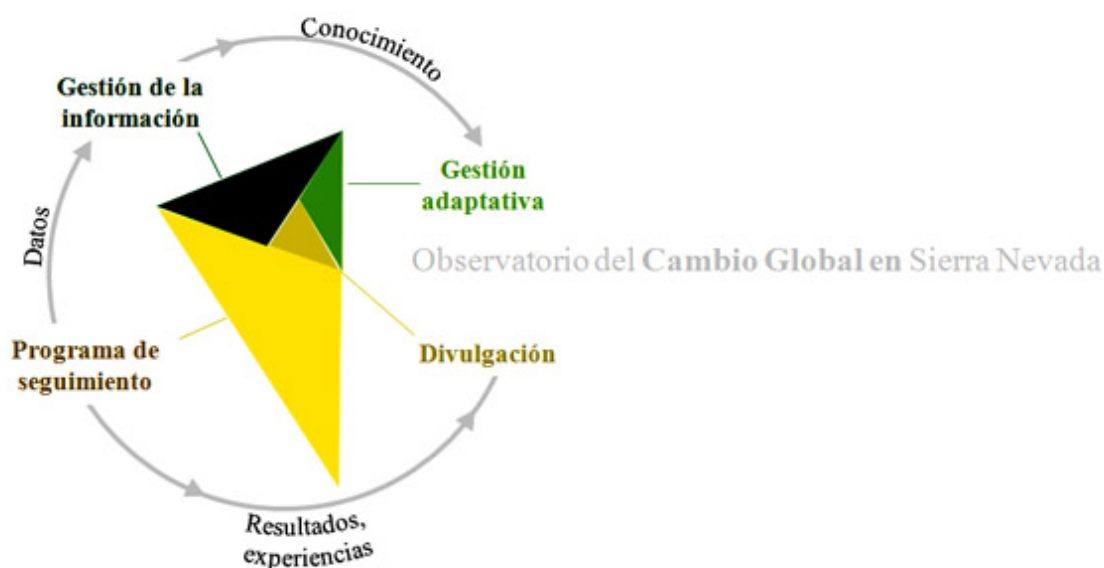 Conocimiento
Gestión de la
información
Gestión
adaptativa
Datos
Observatorio del Cambio Global en Sierra Nevada
Programa de
seguimiento
Divulgación
Resultados,
experiencias